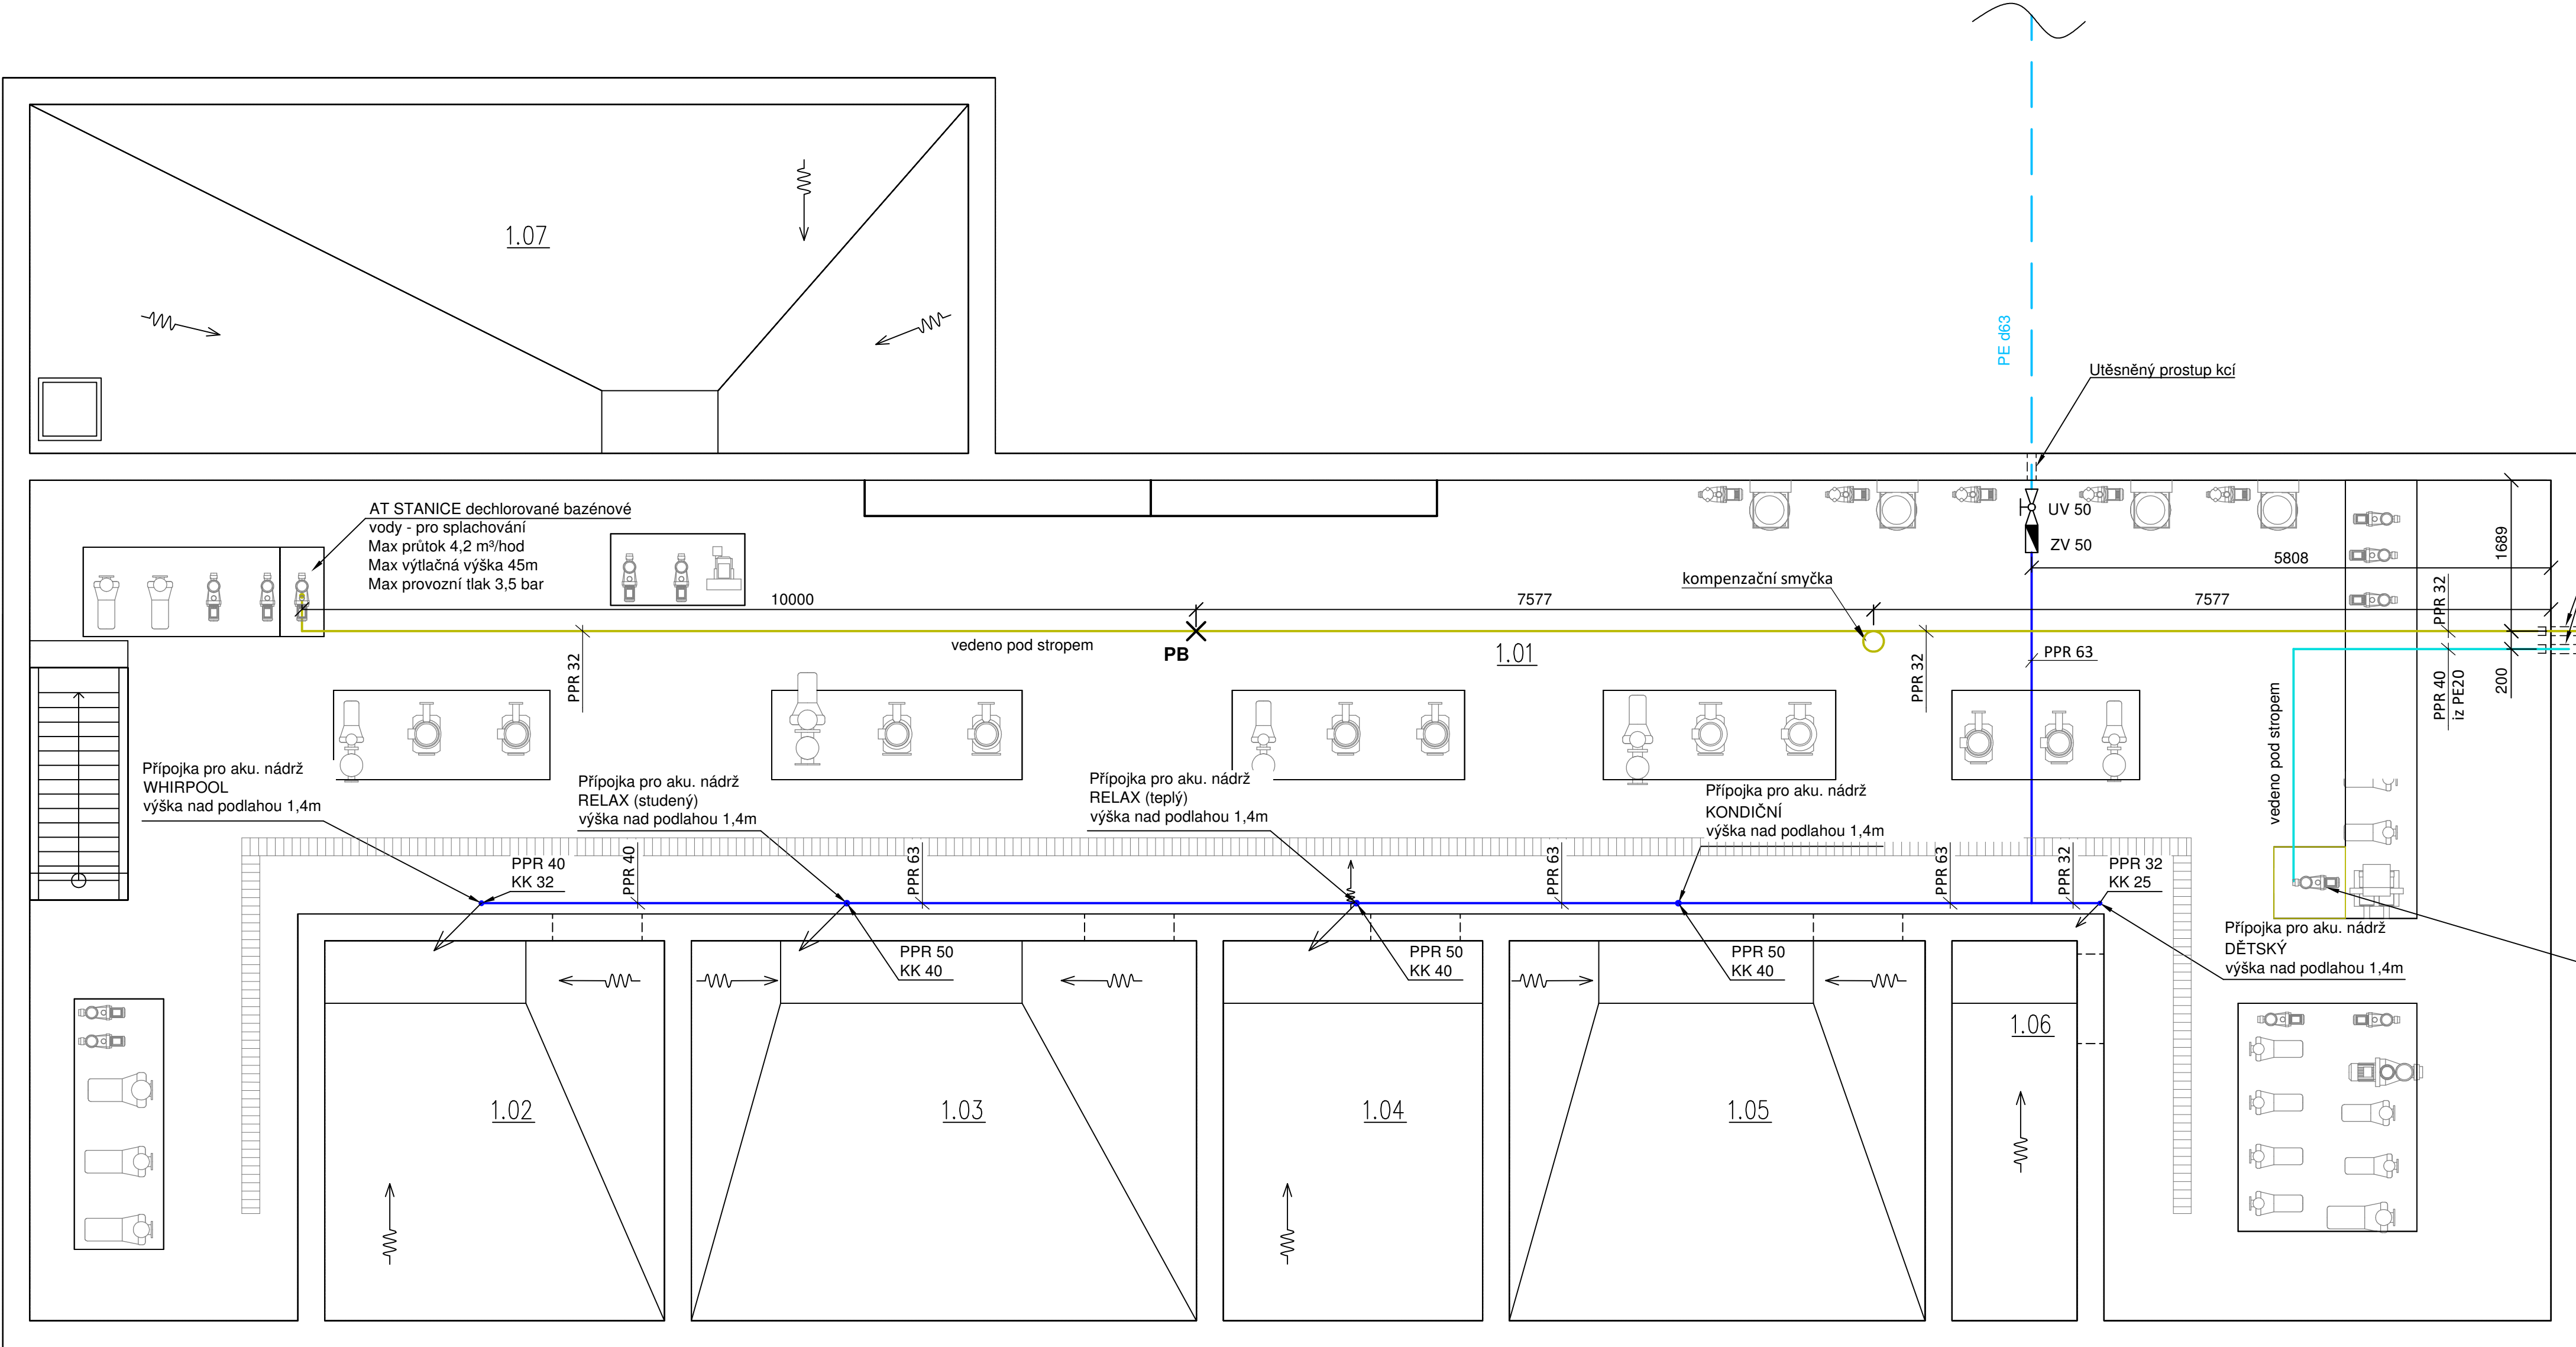 1.07
PE d63
Utěsněný prostup kcí
AT STANICE dechlorované bazénové
vody - pro splachování
Max průtok 4,2 m³/hod
Max výtlačná výška 45m
Max provozní tlak 3,5 bar
UV 50
ZV 50
5808
1689
kompenzační smyčka
10000
7577
7577
PPR 32
vedeno pod stropem
PB
1.01
PPR 63
PPR 32
PPR 32
200
PPR 40
iz PE20
vedeno pod stropem
Přípojka pro aku. nádrž
WHIRPOOL
výška nad podlahou 1,4m
Přípojka pro aku. nádrž
RELAX (studený)
výška nad podlahou 1,4m
Přípojka pro aku. nádrž
RELAX (teplý)
výška nad podlahou 1,4m
Přípojka pro aku. nádrž
KONDIČNÍ
výška nad podlahou 1,4m
PPR 40
KK 32
PPR 40
PPR 63
PPR 63
PPR 63
PPR 32
PPR 32
KK 25
PPR 50
KK 40
PPR 50
KK 40
PPR 50
KK 40
Přípojka pro aku. nádrž
DĚTSKÝ
výška nad podlahou 1,4m
1.06
1.02
1.03
1.04
1.05